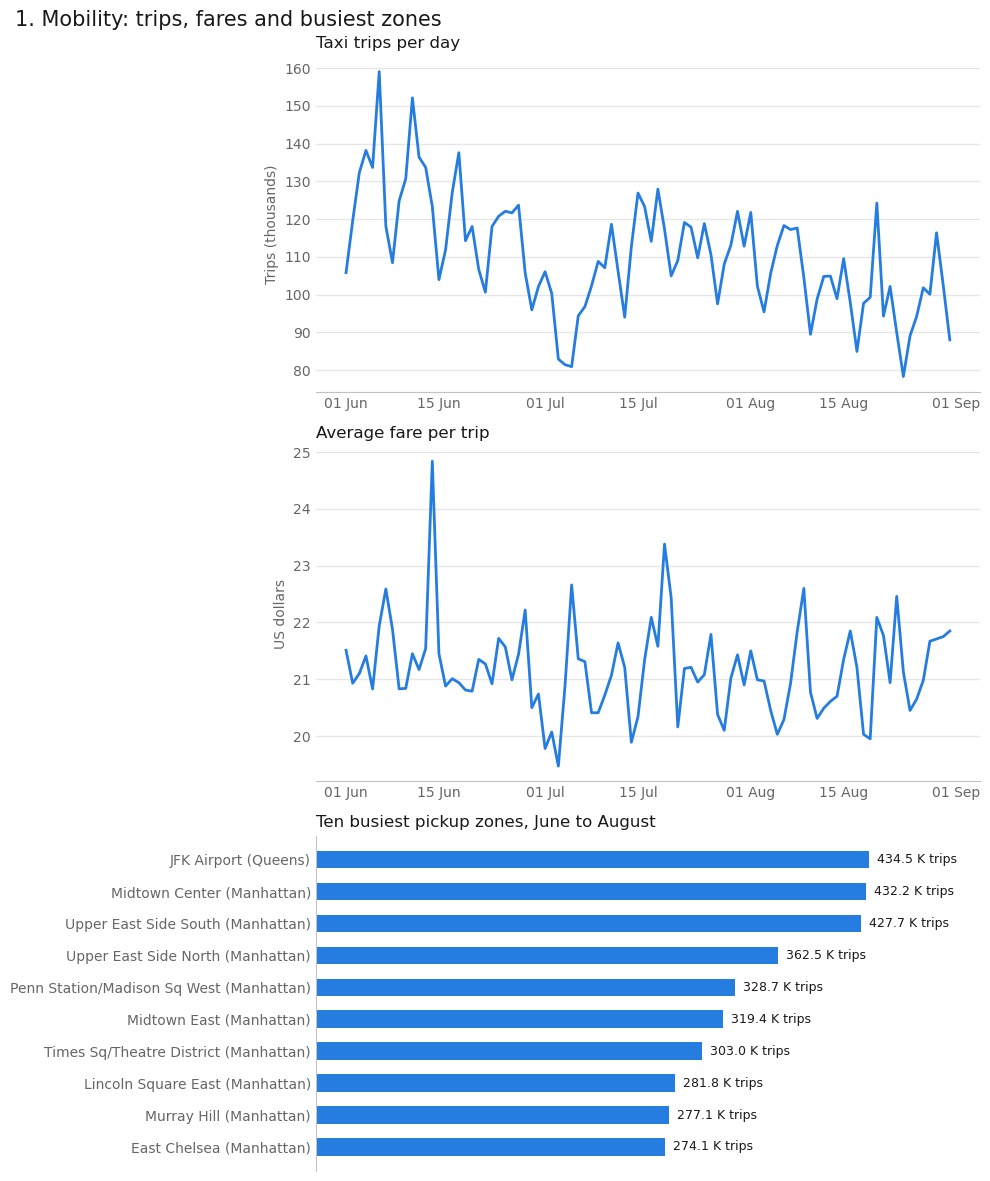 1. Mobility: trips, fares and busiest zones
Taxi trips per day
Trips (thousands)
160
150
140
130
120
110
100
90
80
01 Jun 15 Jun 01 Jul 15 Jul 01 Aug 15 Aug 01 Sep
Average fare per trip
US dollars
25
24
23
22
21
20
01 Jun 15 Jun 01 Jul 15 Jul 01 Aug 15 Aug 01 Sep
Ten busiest pickup zones, June to August
JFK Airport (Queens) 434.5 K trips
Midtown Center (Manhattan) 432.2 K trips
Upper East Side South (Manhattan) 427.7 K trips
Upper East Side North (Manhattan) 362.5 K trips
Penn Station/Madison Sq West (Manhattan) 328.7 K trips
Midtown East (Manhattan) 319.4 K trips
Times Sq/Theatre District (Manhattan) 303.0 K trips
Lincoln Square East (Manhattan) 281.8 K trips
Murray Hill (Manhattan) 277.1 K trips
East Chelsea (Manhattan) 274.1 K trips